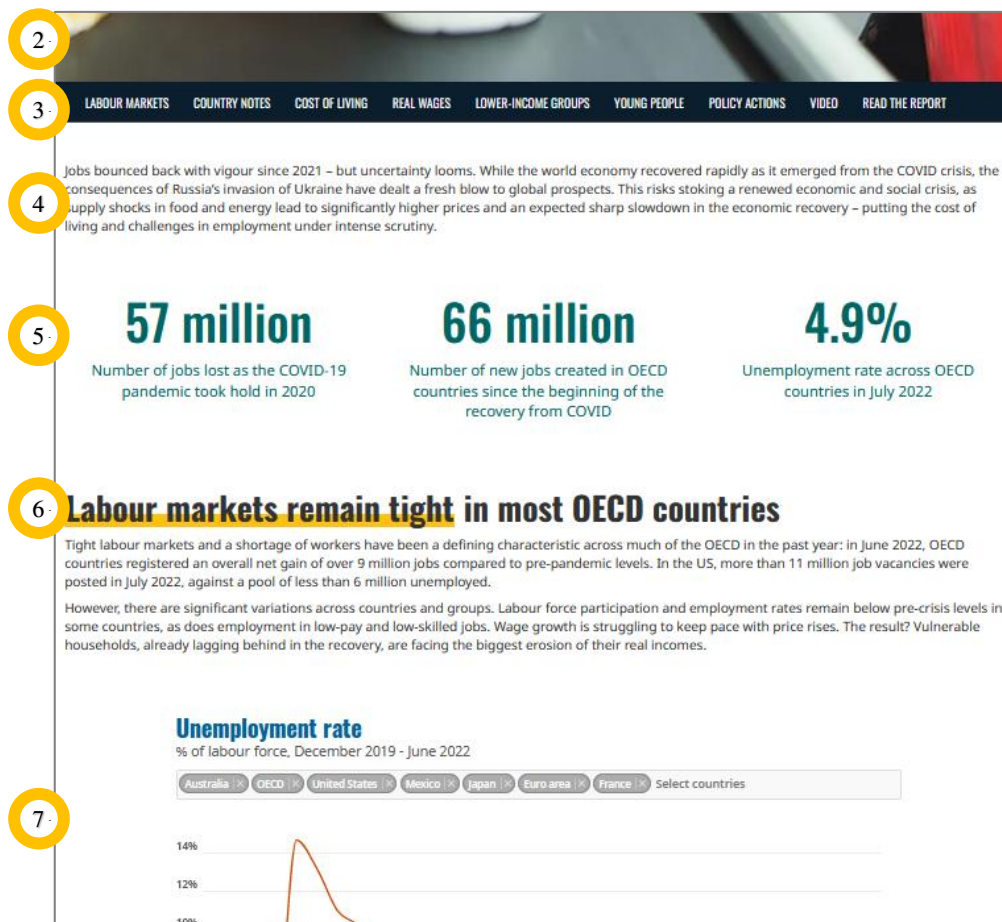 2
3
LABOUR MARKETS COUNTRY NOTES COST OF LIVING REAL WAGES LOWER-INCOME GROUPS YOUNG PEOPLE POLICY ACTIONS VIDEO READ THE REPORT
Jobs bounced back with vigour since 2021 – but uncertainty looms. While the world economy recovered rapidly as it emerged from the COVID crisis, the
consequences of Russia's invasion of Ukraine have dealt a fresh blow to global prospects. This risks stoking a renewed economic and social crisis, as
4
supply shocks in food and energy lead to significantly higher prices and an expected sharp slowdown in the economic recovery – putting the cost of
living and challenges in employment under intense scrutiny.
5
57 million
Number of jobs lost as the COVID-19
pandemic took hold in 2020
66 million
Number of new jobs created in OECD
countries since the beginning of the
recovery from COVID
4.9%
Unemployment rate across OECD
countries in July 2022
6
Labour markets remain tight in most OECD countries
Tight labour markets and a shortage of workers have been a defining characteristic across much of the OECD in the past year: in June 2022, OECD
countries registered an overall net gain of over 9 million jobs compared to pre-pandemic levels. In the US, more than 11 million job vacancies were
posted in July 2022, against a pool of less than 6 million unemployed.
However, there are significant variations across countries and groups. Labour force participation and employment rates remain below pre-crisis levels in
some countries, as does employment in low-pay and low-skilled jobs. Wage growth is struggling to keep pace with price rises. The result? Vulnerable
households, already lagging behind in the recovery, are facing the biggest erosion of their real incomes.
Unemployment rate
% of labour force, December 2019 - June 2022
Australia OECD United States Mexico Japan Euro area France Select countries
7
14%
12%
10%